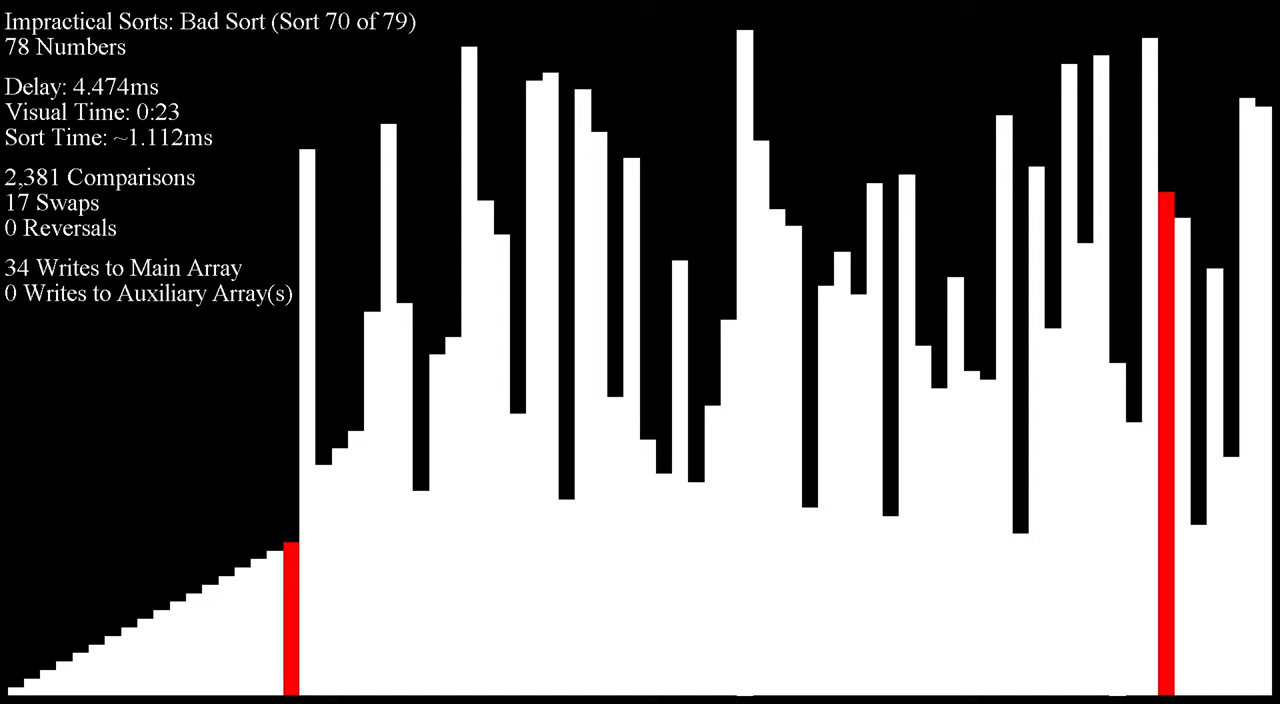 Impractical Sorts: Bad Sort (Sort 70 of 79)
78 Numbers
Delay: 4.474ms
Visual Time: 0:23
Sort Time: ~1.112ms
2,381 Comparisons
17 Swaps
0 Reversals
34 Writes to Main Array
0 Writes to Auxiliary Array(s)